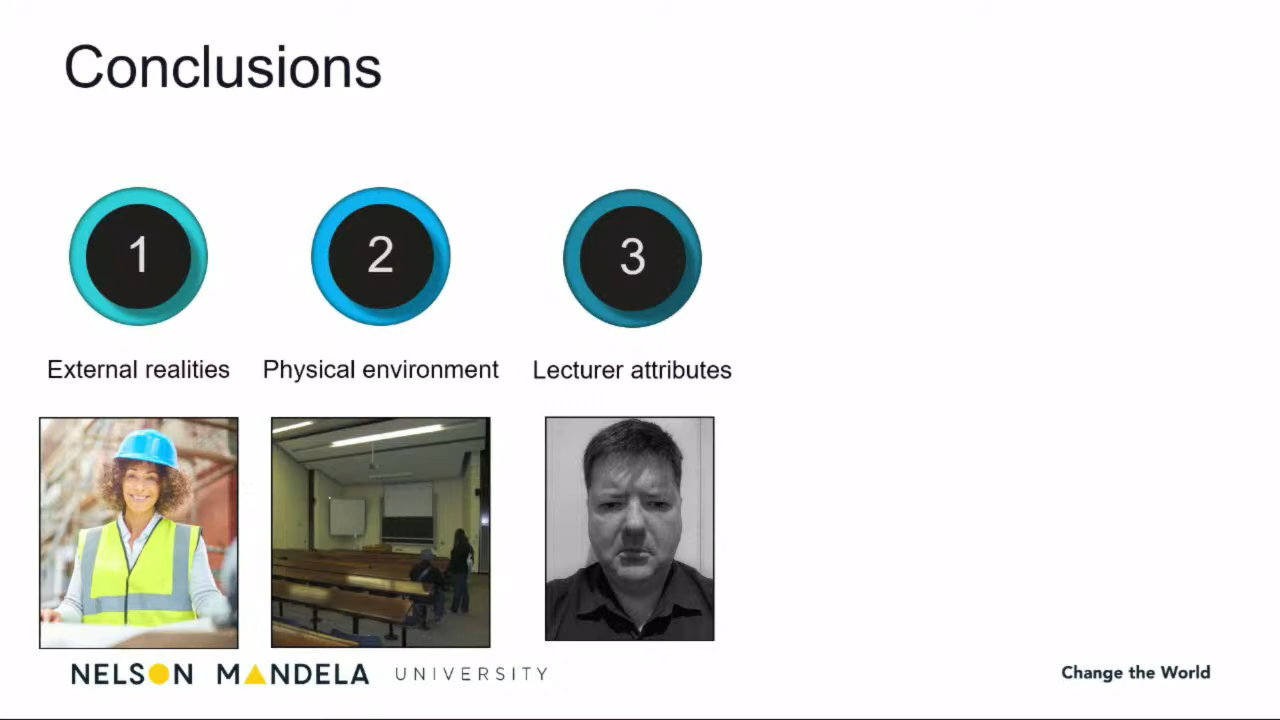 Conclusions
1
2
3
External realities
Physical environment
Lecturer attributes
NELSON MANDELA UNIVERSITY
Change the World